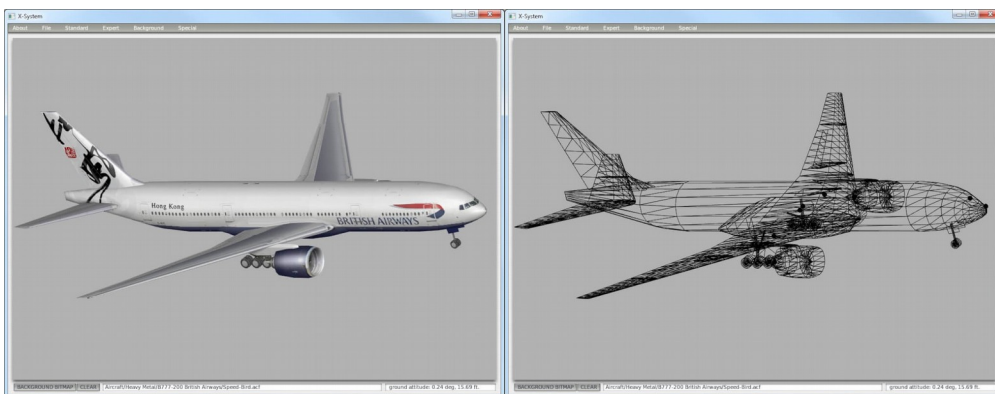 X-System
About File Standard Expert Background Special
Hong Kong
BRITISH AIRWAYS
BACKGROUND BITMAP CLEAR Aircraft/Heavy Metal/B777-200 British Airways/Speed-Bird.acf ground attitude: 0.24 deg, 15.69 ft.
X-System
About File Standard Expert Background Special
BACKGROUND BITMAP CLEAR Aircraft/Heavy Metal/B777-200 British Airways/Speed-Bird.acf ground attitude: 0.24 deg, 15.69 ft.